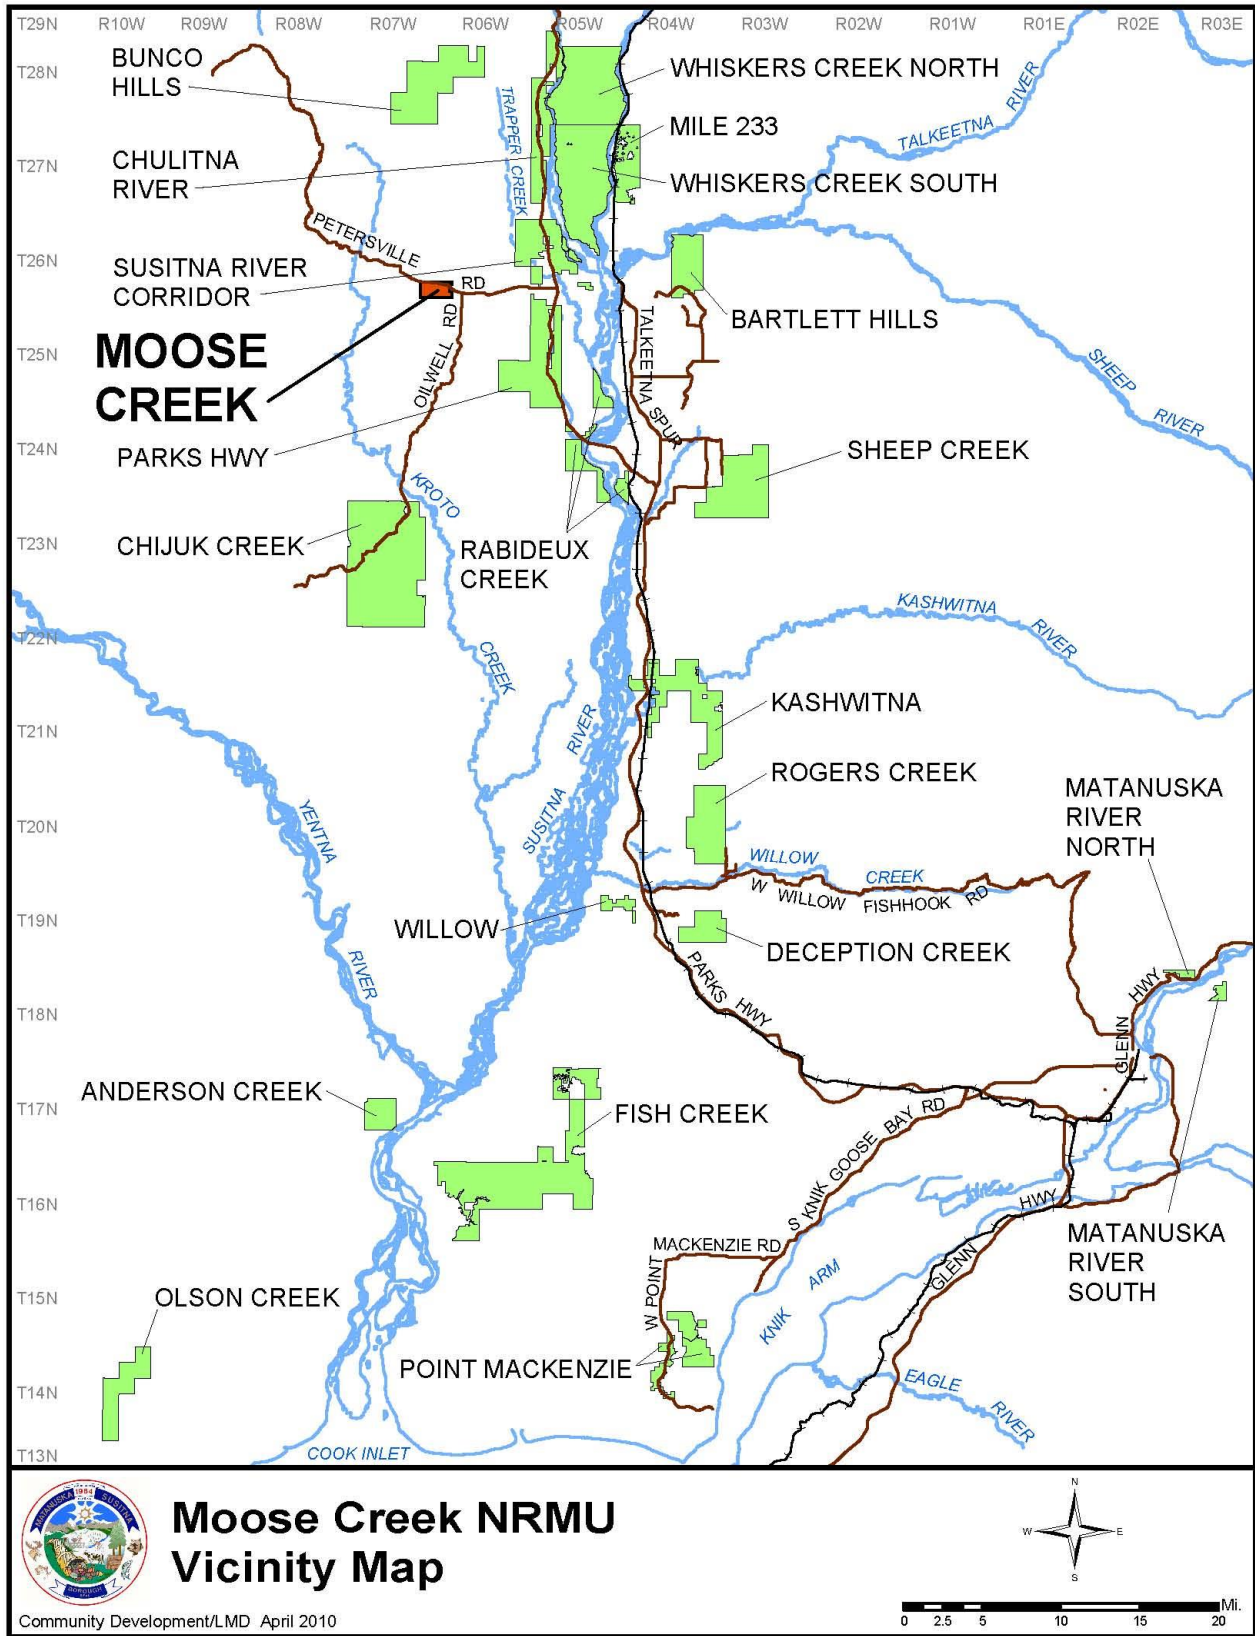 T29N R10W R09W R08W R07W R06W R05W R04W R03W R02W R01W R01E R02E R03E
BUNCO
HILLS
T28N
WHISKERS CREEK NORTH
TRAPPER CREEK
MILE 233
TALKEETNA
RIVER
CHULITNA
RIVER
T27N
WHISKERS CREEK SOUTH
PETERSVILLE
RD
T26N
SUSITNA RIVER
CORRIDOR
BARTLETT HILLS
MOOSE
CREEK
OILWELL RD
TALKEETNA SPUR
T25N
SHEEP
RIVER
PARKS HWY
T24N
SHEEP CREEK
KROTO
CREEK
CHIJUK CREEK
T23N
RABIDEUX
CREEK
KASHWITNA
RIVER
T22N
KASHWITNA
T21N
SUSITNA
RIVER
ROGERS CREEK
MATANUSKA
RIVER
NORTH
YENTNA
RIVER
T20N
WILLOW
CREEK
W WILLOW FISHHOOK RD
T19N
WILLOW
DECEPTION CREEK
PARKS HWY
GLENN HWY
T18N
ANDERSON CREEK
T17N
FISH CREEK
S KNIK GOOSE BAY RD
T16N
GLENN
HWY
MACKENZIE RD
W POINT
MATANUSKA
RIVER
SOUTH
KNIK ARM
T15N
OLSON CREEK
POINT MACKENZIE
T14N
EAGLE
RIVER
T13N
COOK INLET
MATANUSKA
1964
SUSITNA
BOROUGH
Moose Creek NRMU
Vicinity Map
Community Development/LMD April 2010
N
W
E
S
0 2.5 5 10 15 20
Mi.